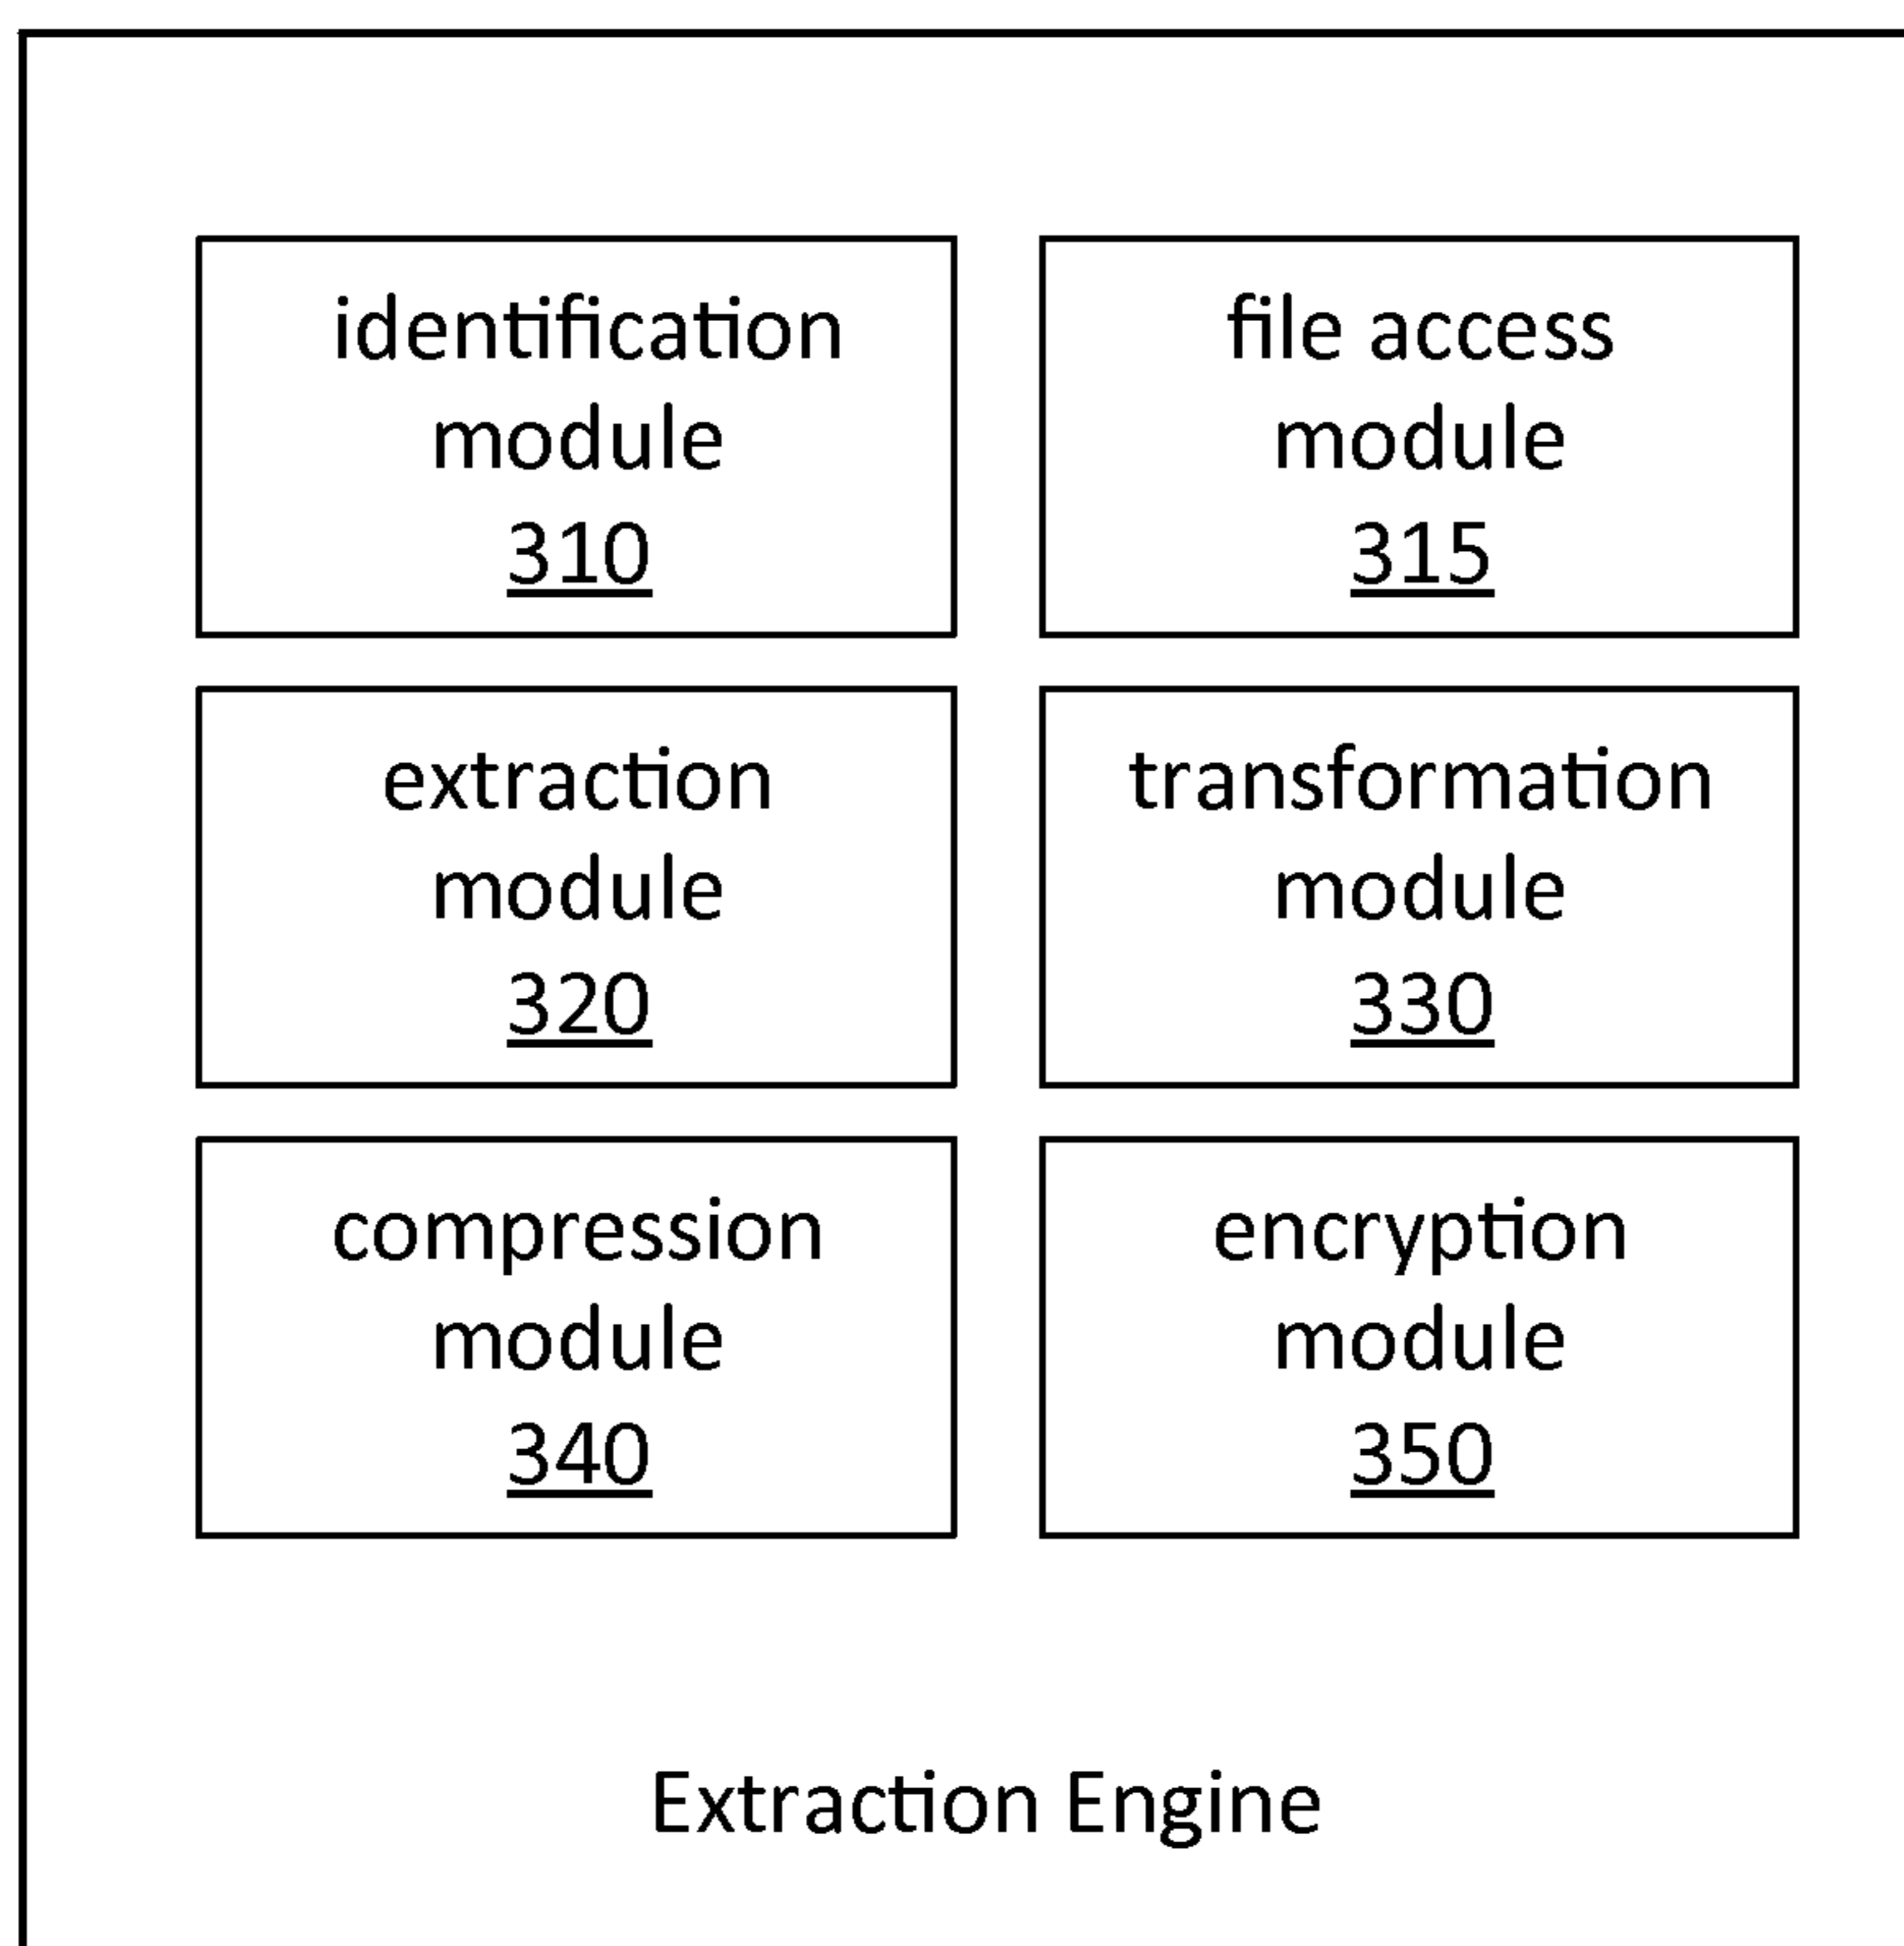 identification
module
310
file access
module
315
extraction
module
320
transformation
module
330
compression
module
340
encryption
module
350
Extraction Engine